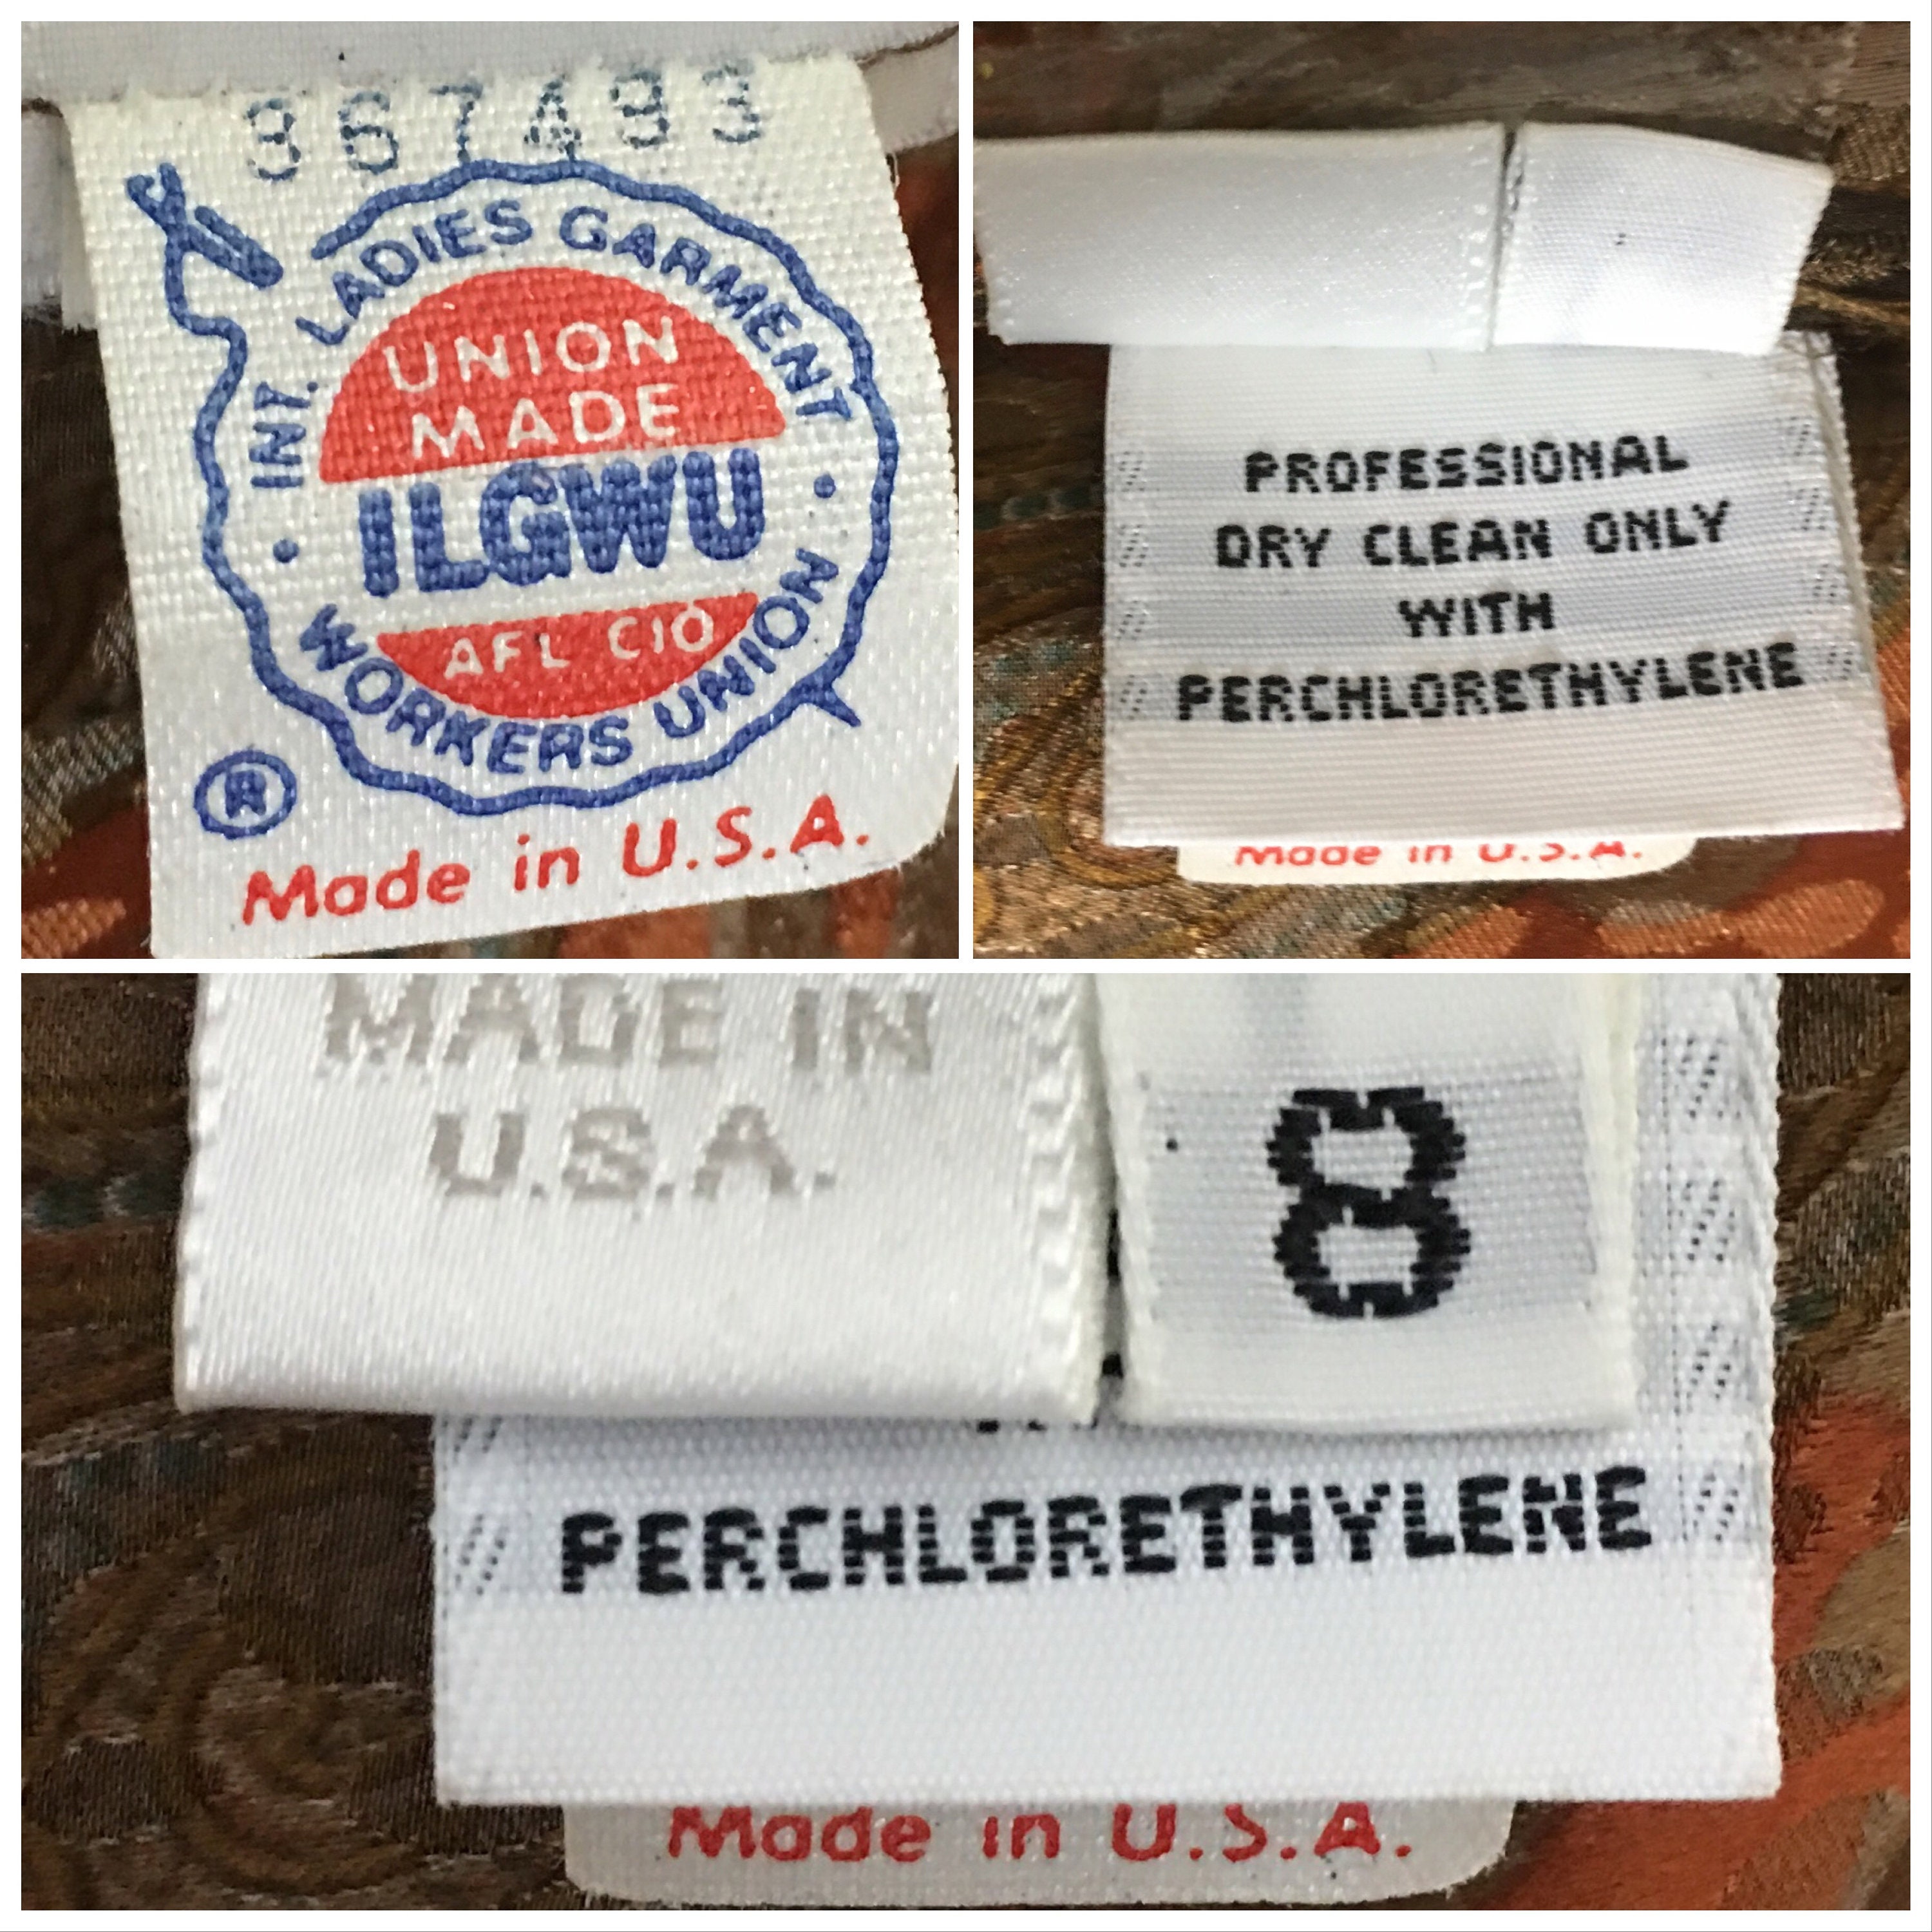 367493
INT. LADIES GARMENT
UNION
MADE
ILGWU
AFL CIO
WORKERS UNION
®
Made in U.S.A.
PROFESSIONAL
DRY CLEAN ONLY
WITH
PERCHLORETHYLENE
Made in U.S.A.
MADE IN
U.S.A.
8
PERCHLORETHYLENE
Made in U.S.A.